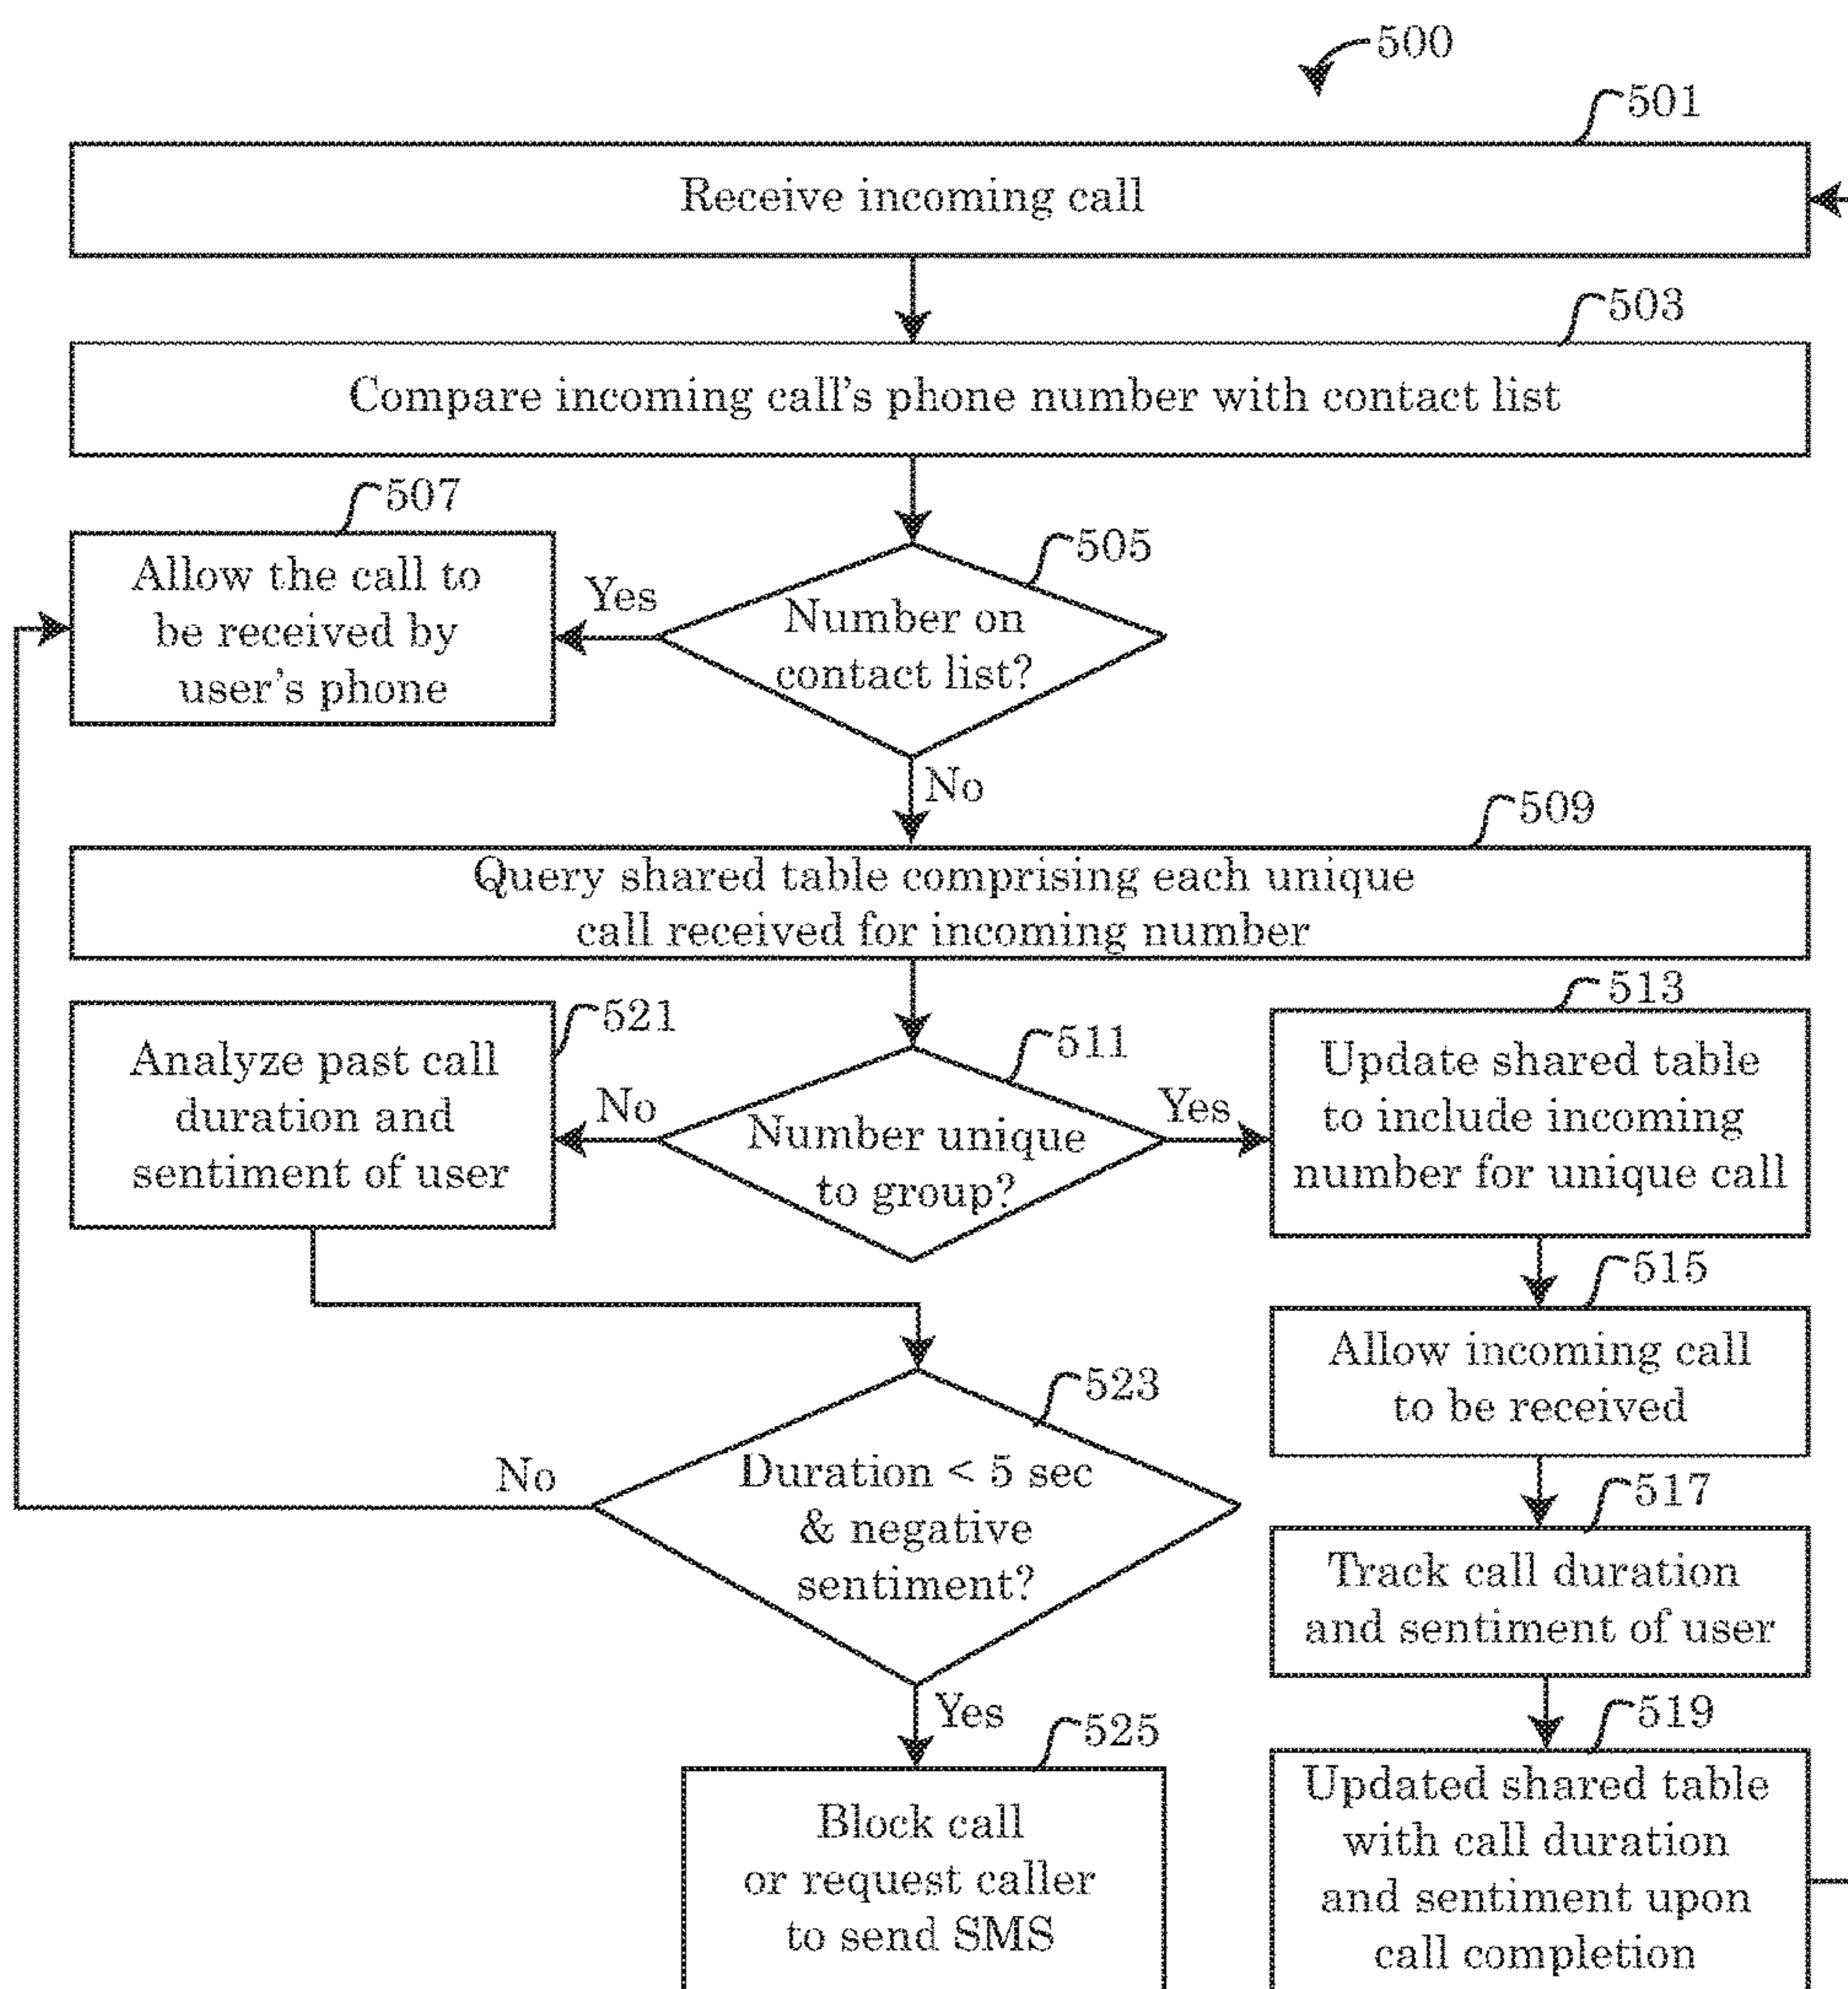 500
501
Receive incoming call
503
Compare incoming call's phone number with contact list
507
Allow the call to
be received by
user's phone
Yes
505
Number on
contact list?
No
509
Query shared table comprising each unique
call received for incoming number
521
Analyze past call
duration and
sentiment of user
No
511
Number unique
to group?
Yes
513
Update shared table
to include incoming
number for unique call
515
Allow incoming call
to be received
523
Duration < 5 sec
& negative
sentiment?
No
517
Track call duration
and sentiment of user
Yes
525
Block call
or request caller
to send SMS
519
Updated shared table
with call duration
and sentiment upon
call completion